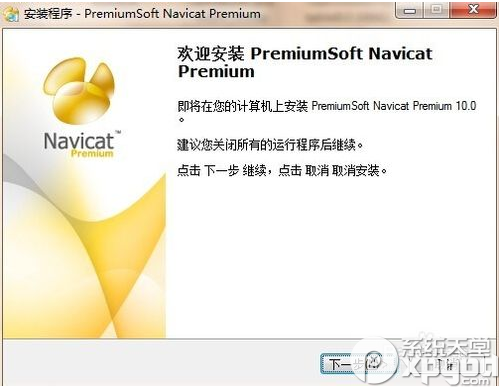 安装程序 - PremiumSoft Navicat Premium
欢迎安装 PremiumSoft Navicat
Premium
即将在您的计算机上安装 PremiumSoft Navicat Premium 10.0
。
建议您关闭所有的运行程序后继续。
点击 下一步 继续，点击 取消 取消安装。
Navicat™
Premium
下一步
系统天堂
xpgot
.com